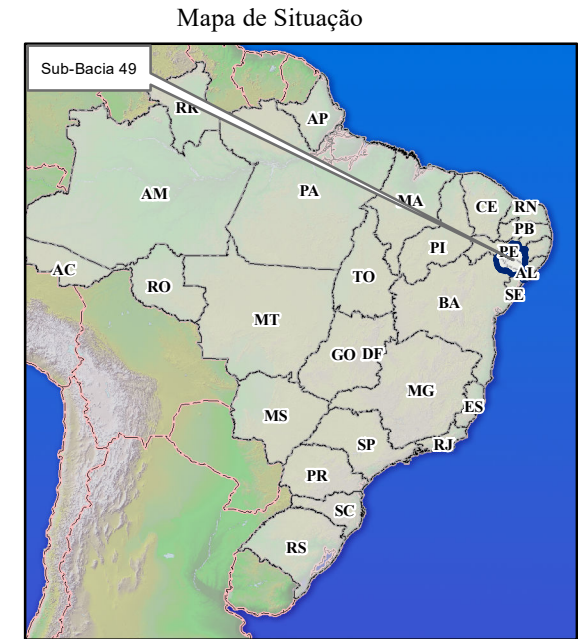 Mapa de Situação
Sub-Bacia 49
RR
AP
AM
PA
MA
CE
RN
PB
PI
PE
AL
AC
RO
TO
SE
BA
MT
GO DF
MG
MS
ES
SP
RJ
PR
SC
RS